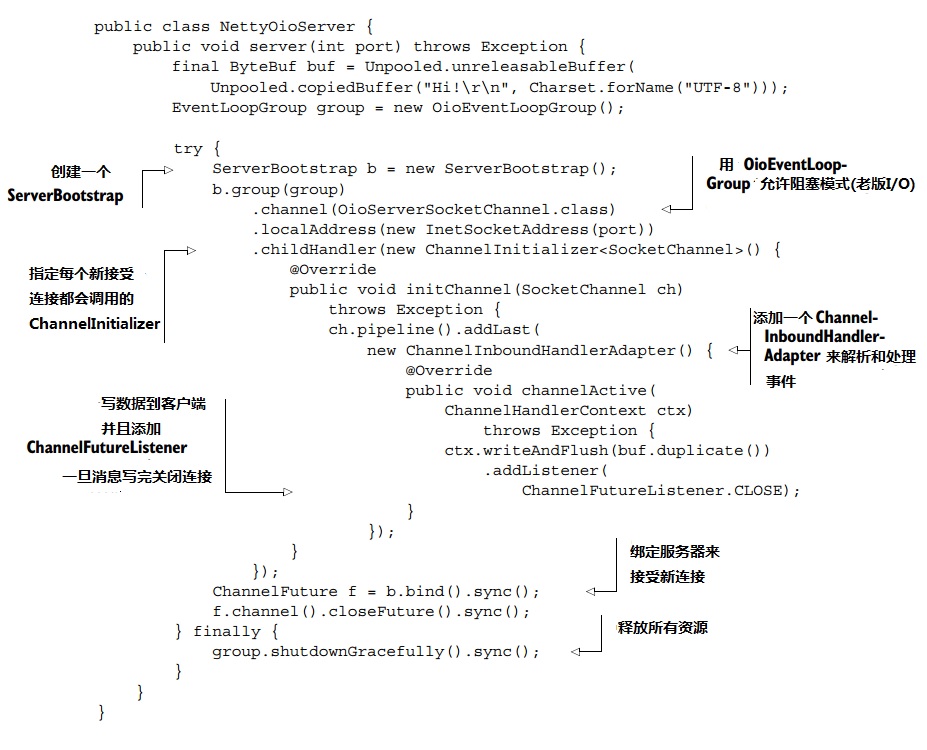 public class NettyOioServer {
public void server(int port) throws Exception {
final ByteBuf buf = Unpooled.unreleasableBuffer(
Unpooled.copiedBuffer("Hi!\r\n", Charset.forName("UTF-8")));
EventLoopGroup group = new OioEventLoopGroup();
try {
创建一个
ServerBootstrap
ServerBootstrap b = new ServerBootstrap();
b.group(group)
用 OioEventLoop-
Group 允许阻塞模式(老版I/O)
.channel(OioServerSocketChannel.class)
.localAddress(new InetSocketAddress(port))
.childHandler(new ChannelInitializer<SocketChannel>() {
指定每个新接受
连接都会调用的
ChannelInitializer
@Override
public void initChannel(SocketChannel ch)
throws Exception {
ch.pipeline().addLast(
new ChannelInboundHandlerAdapter() {
添加一个 Channel-
InboundHandler-
Adapter 来解析和处理
事件
@Override
public void channelActive(
ChannelHandlerContext ctx)
throws Exception {
写数据到客户端
并且添加
ChannelFutureListener
一旦消息写完关闭连接
ctx.writeAndFlush(buf.duplicate())
.addListener(
ChannelFutureListener.CLOSE);
}
});
}
});
绑定服务器来
接受新连接
ChannelFuture f = b.bind().sync();
f.channel().closeFuture().sync();
} finally {
释放所有资源
group.shutdownGracefully().sync();
}
}
}